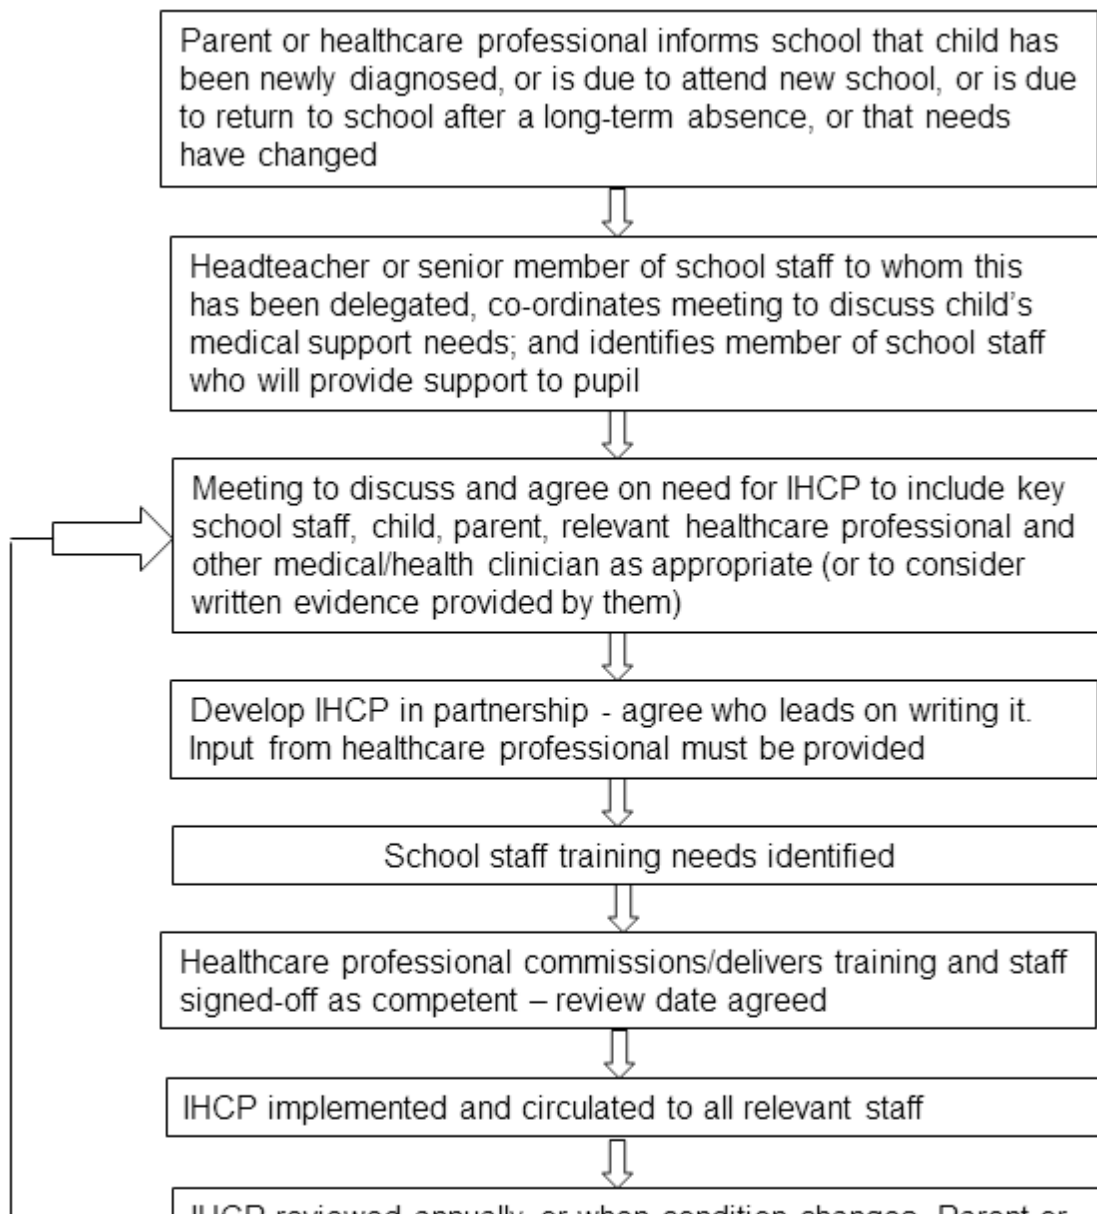 Parent or healthcare professional informs school that child has
been newly diagnosed, or is due to attend new school, or is due
to return to school after a long-term absence, or that needs
have changed
Headteacher or senior member of school staff to whom this
has been delegated, co-ordinates meeting to discuss child's
medical support needs; and identifies member of school staff
who will provide support to pupil
Meeting to discuss and agree on need for IHCP to include key
school staff, child, parent, relevant healthcare professional and
other medical/health clinician as appropriate (or to consider
written evidence provided by them)
Develop IHCP in partnership - agree who leads on writing it.
Input from healthcare professional must be provided
School staff training needs identified
Healthcare professional commissions/delivers training and staff
signed-off as competent – review date agreed
IHCP implemented and circulated to all relevant staff
IHCP reviewed annually, or when condition changes. Parent or